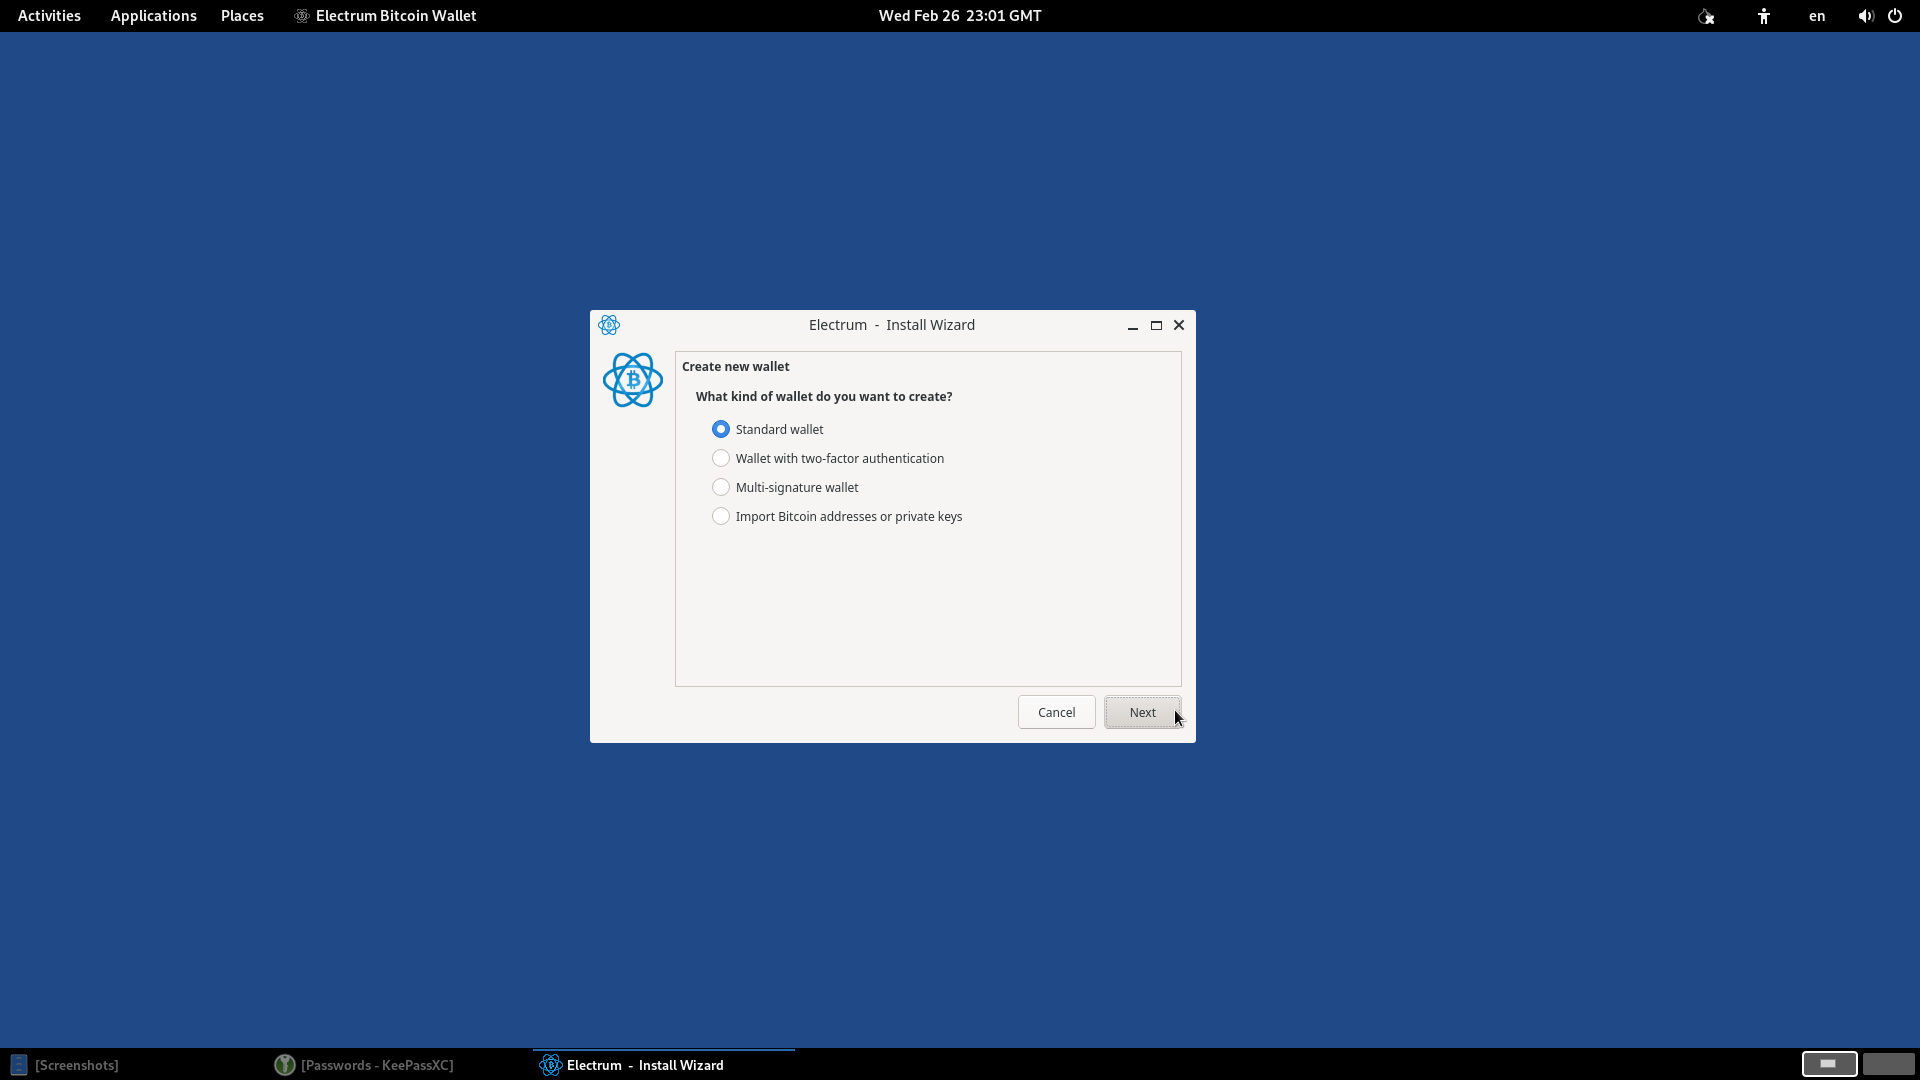 Activities Applications Places Electrum Bitcoin Wallet Wed Feb 26 23:01 GMT en
Electrum - Install Wizard
Create new wallet
What kind of wallet do you want to create?
Standard wallet
Wallet with two-factor authentication
Multi-signature wallet
Import Bitcoin addresses or private keys
Cancel Next
[Screenshots] [Passwords - KeePassXC] Electrum - Install Wizard